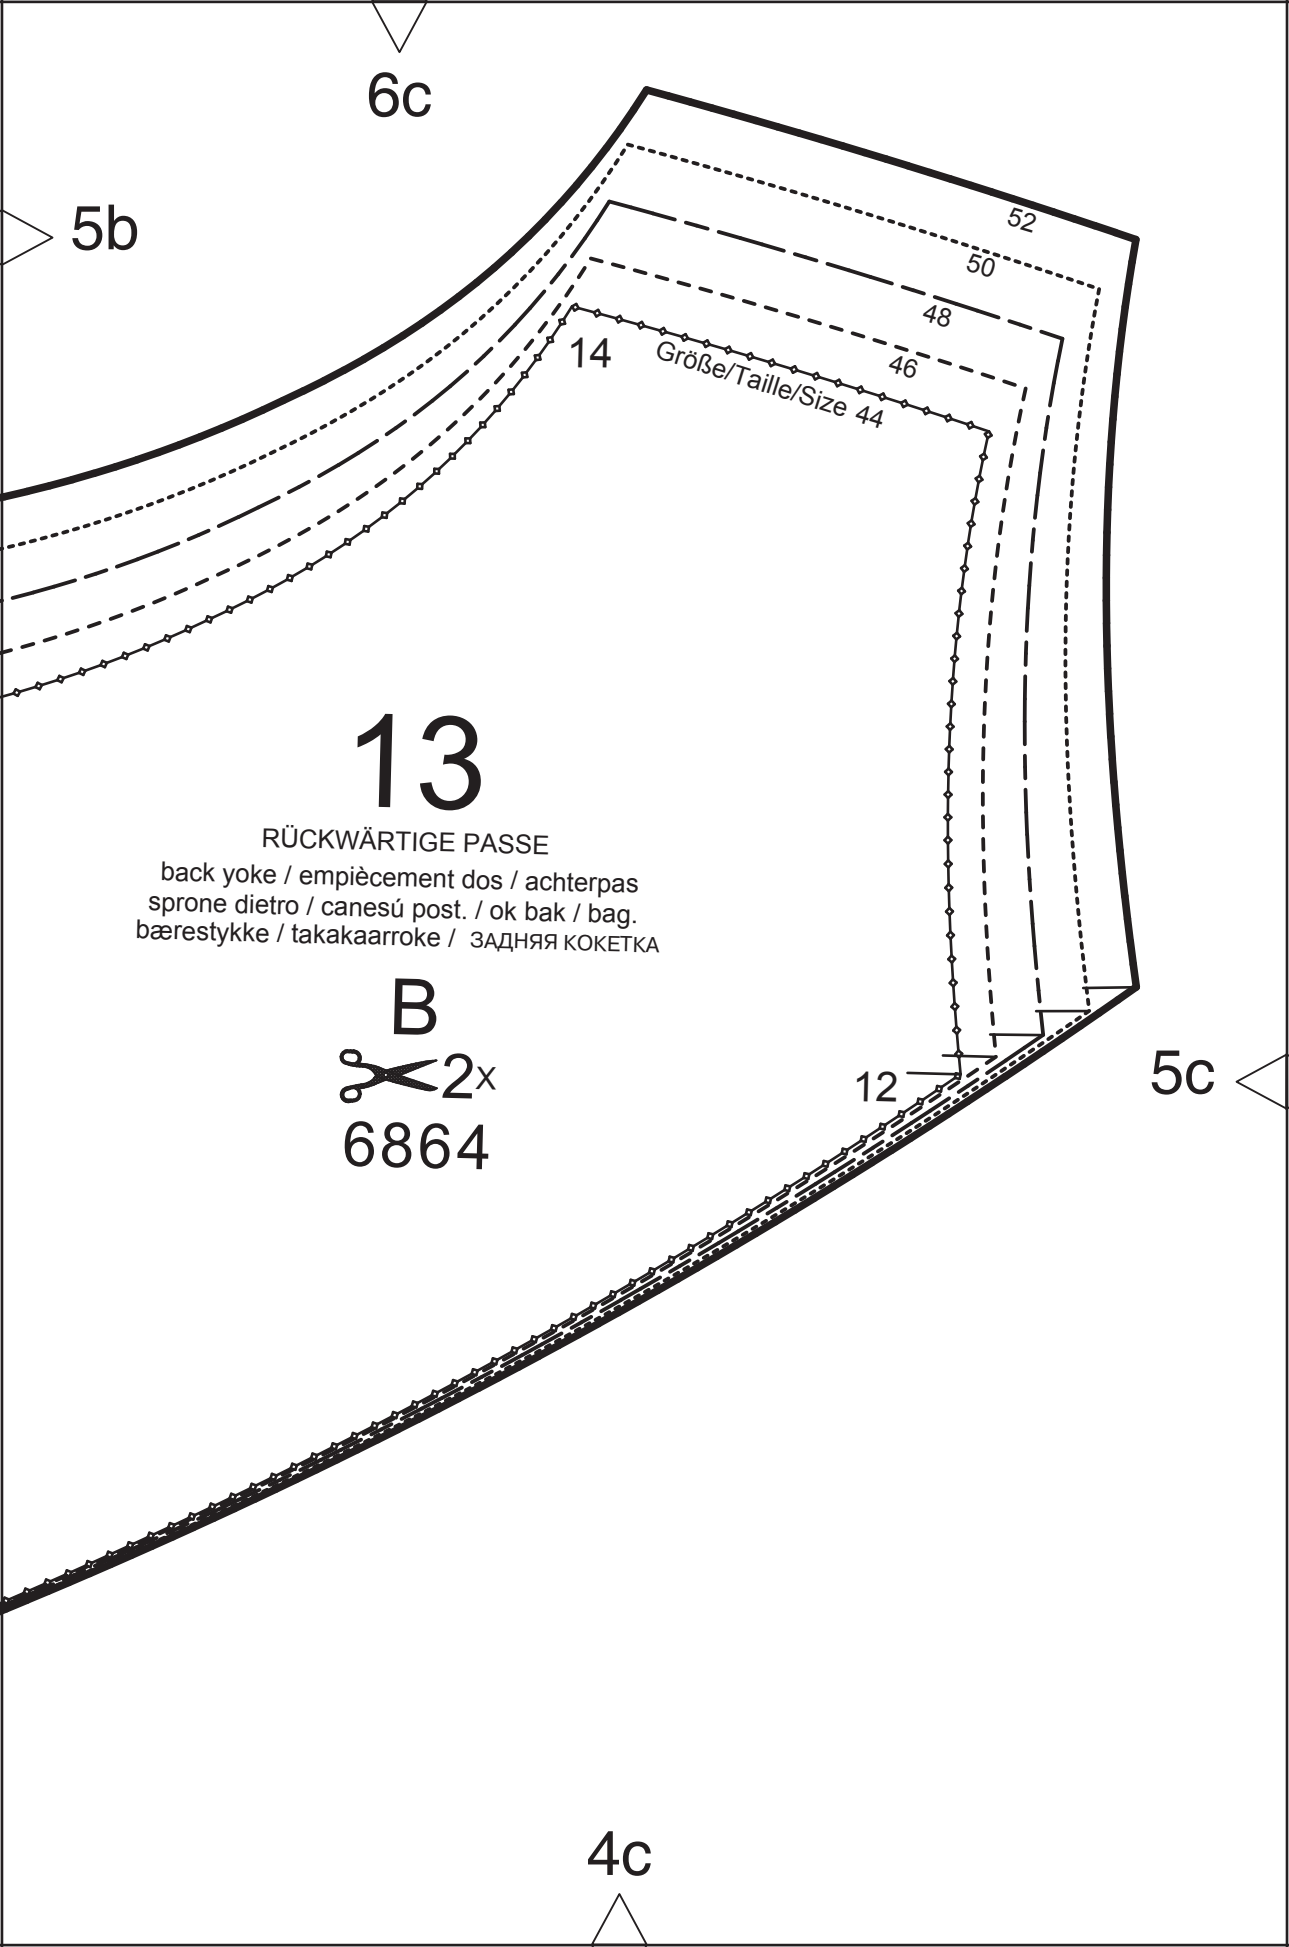 6c
5b
52
50
48
46
14
Größe/Taille/Size 44
13
RÜCKWÄRTIGE PASSE
back yoke / empiècement dos / achterpas
sprone dietro / canesú post. / ok bak / bag.
bærestykke / takakaarroke / ЗАДНЯЯ КОКЕТКА
B
2x
6864
12
5c
4c